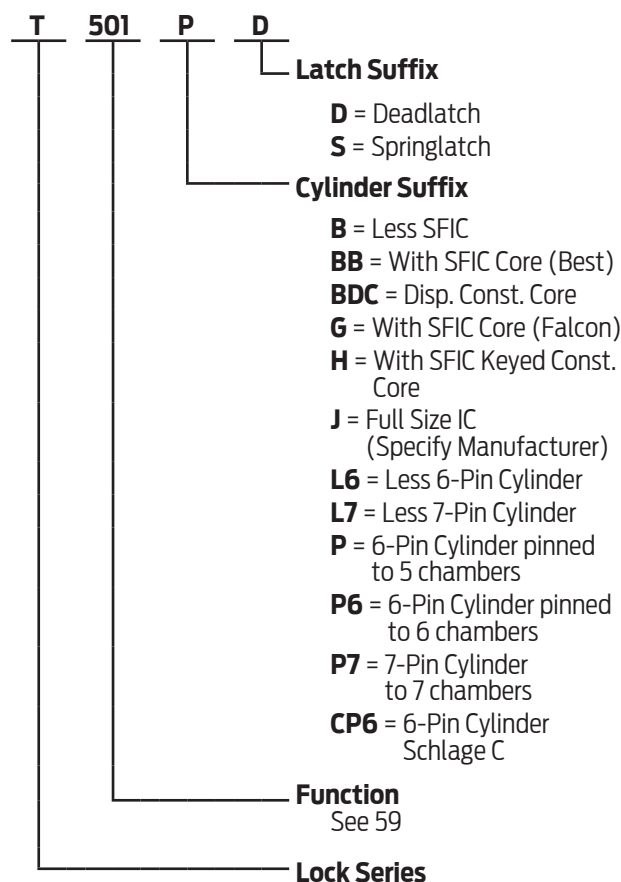 T 501 P D
Latch Suffix
D = Deadlatch
S = Springlatch
Cylinder Suffix
B = Less SFIC
BB = With SFIC Core (Best)
BDC = Disp. Const. Core
G = With SFIC Core (Falcon)
H = With SFIC Keyed Const.
Core
J = Full Size IC
(Specify Manufacturer)
L6 = Less 6-Pin Cylinder
L7 = Less 7-Pin Cylinder
P = 6-Pin Cylinder pinned
to 5 chambers
P6 = 6-Pin Cylinder pinned
to 6 chambers
P7 = 7-Pin Cylinder
to 7 chambers
CP6 = 6-Pin Cylinder
Schlage C
Function
See 59
Lock Series